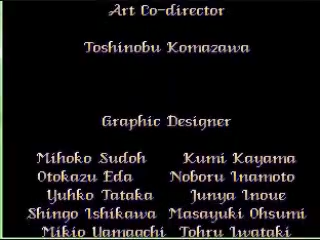 Art Co-director
Toshinobu Komazawa
Graphic Designer
Mihoko Sudoh Kumi Kayama
Otokazu Eda Noboru Inamoto
Yuhko Tataka Junya Inoue
Shingo Ishikawa Masayuki Ohsumi
Mikio Yamaachi Tohru Iwataki